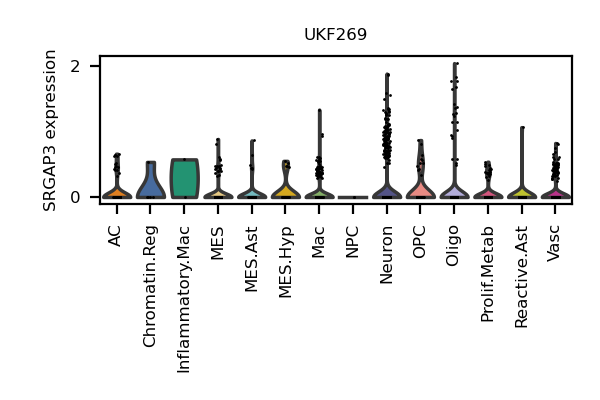 UKF269
SRGAP3 expression
2
0
AC
Chromatin.Reg
Inflammatory.Mac
MES
MES.Ast
MES.Hyp
Mac
NPC
Neuron
OPC
Oligo
Prolif.Metab
Reactive.Ast
Vasc